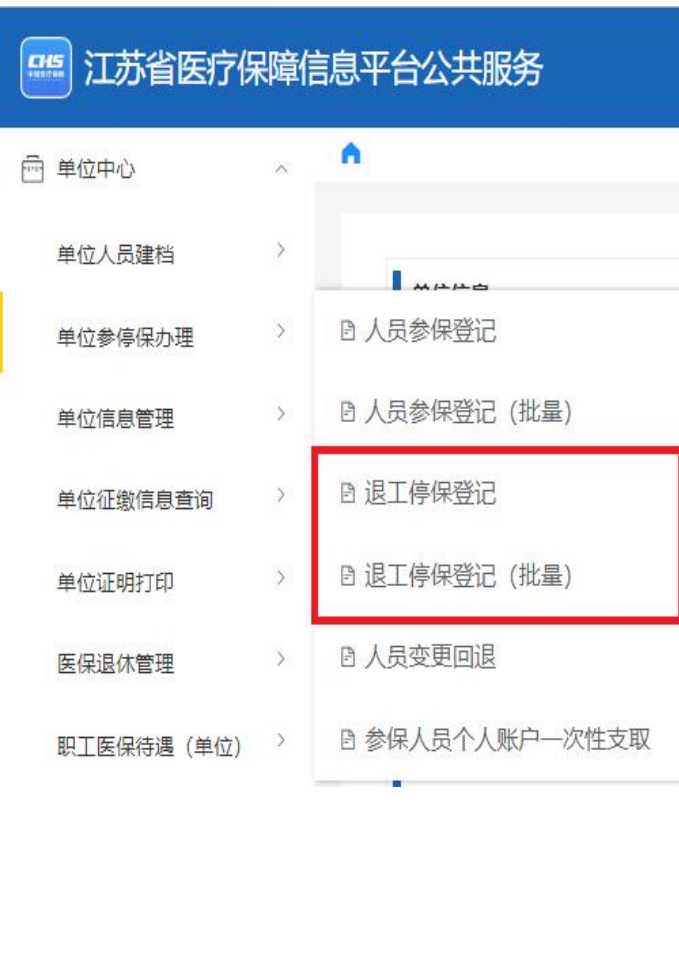 CHS
江苏省医疗保障信息平台公共服务
单位中心
单位人员建档
单位参停保办理
单位信息管理
单位征缴信息查询
单位证明打印
医保退休管理
职工医保待遇（单位）
单位信息
人员参保登记
人员参保登记（批量）
退工停保登记
退工停保登记（批量）
人员变更回退
参保人员个人账户一次性支取